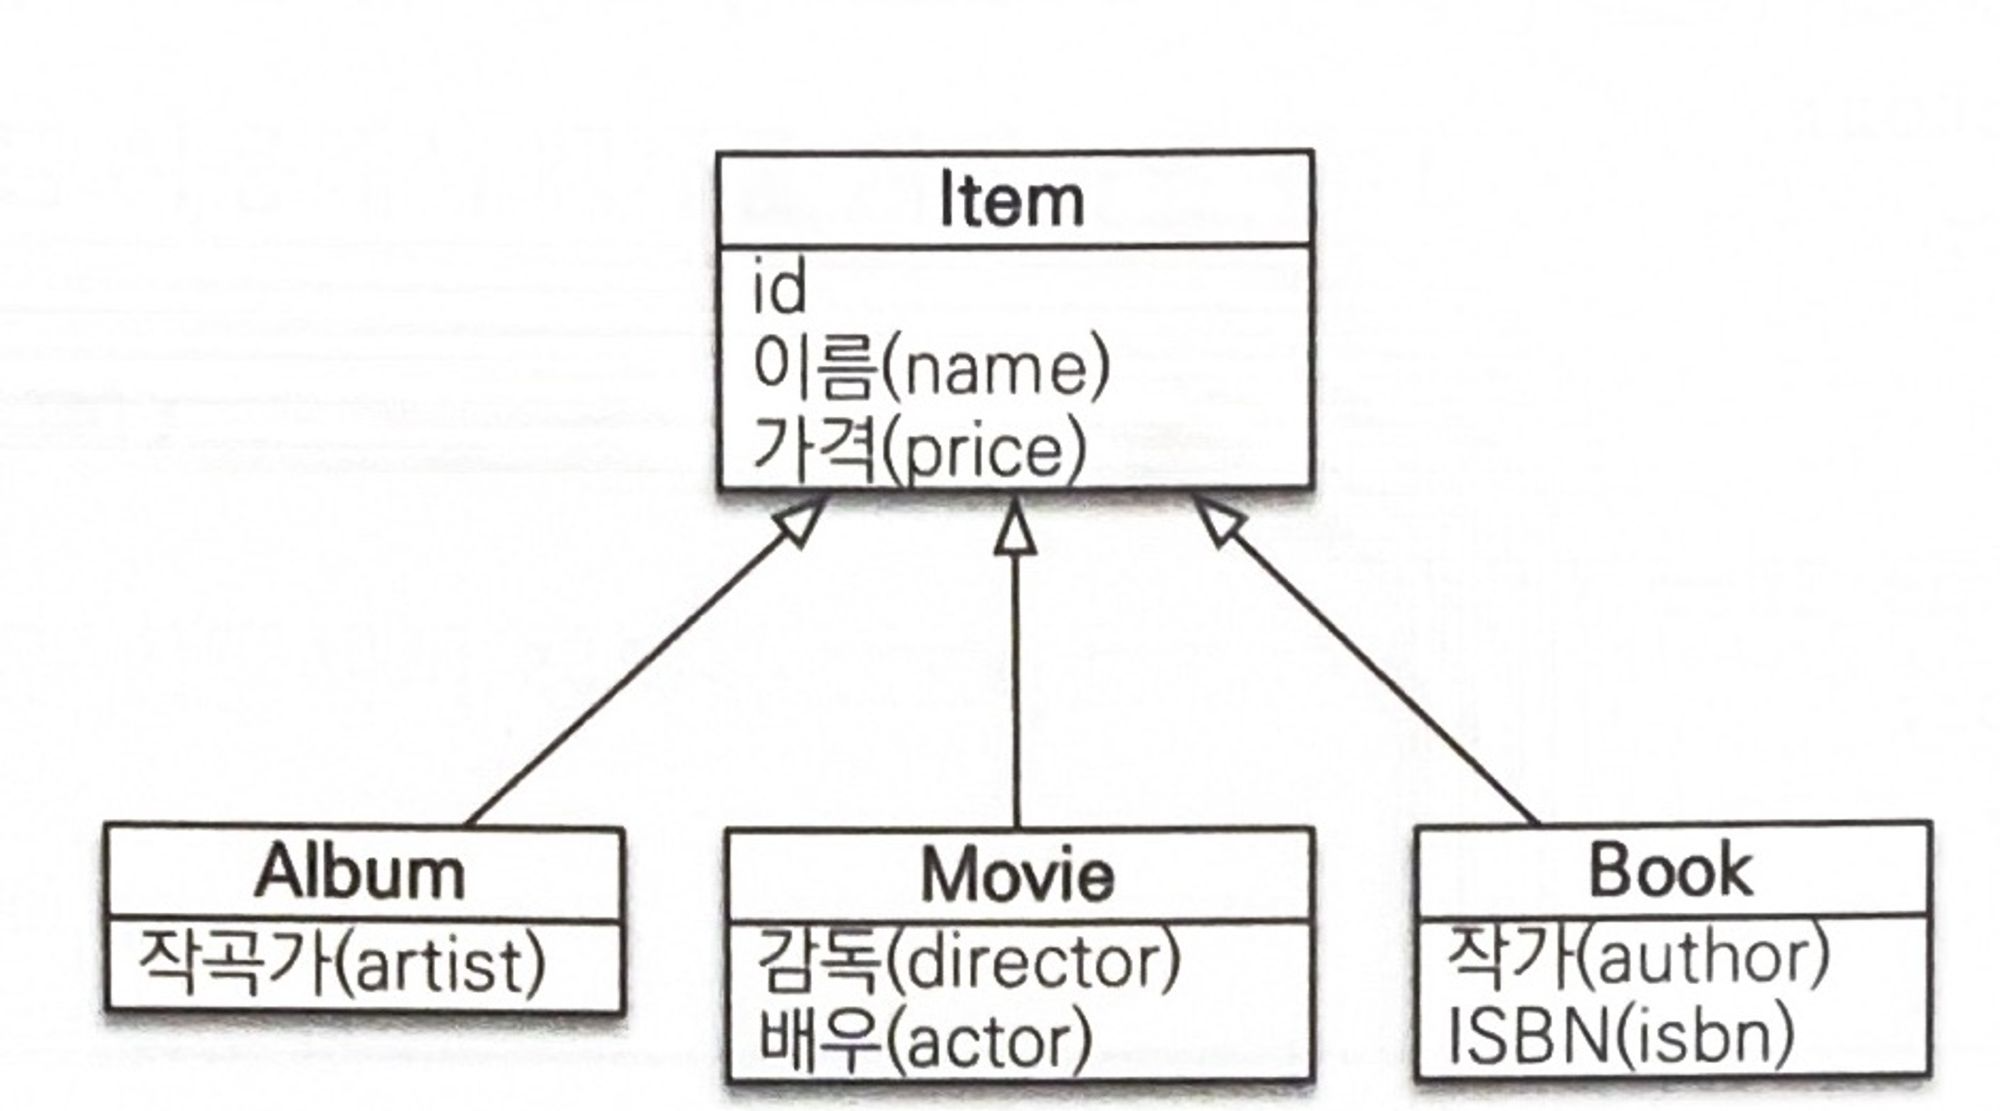 Item
id
이름(name)
가격(price)
Album
작곡가(artist)
Movie
감독(director)
배우(actor)
Book
작가(author)
ISBN(isbn)